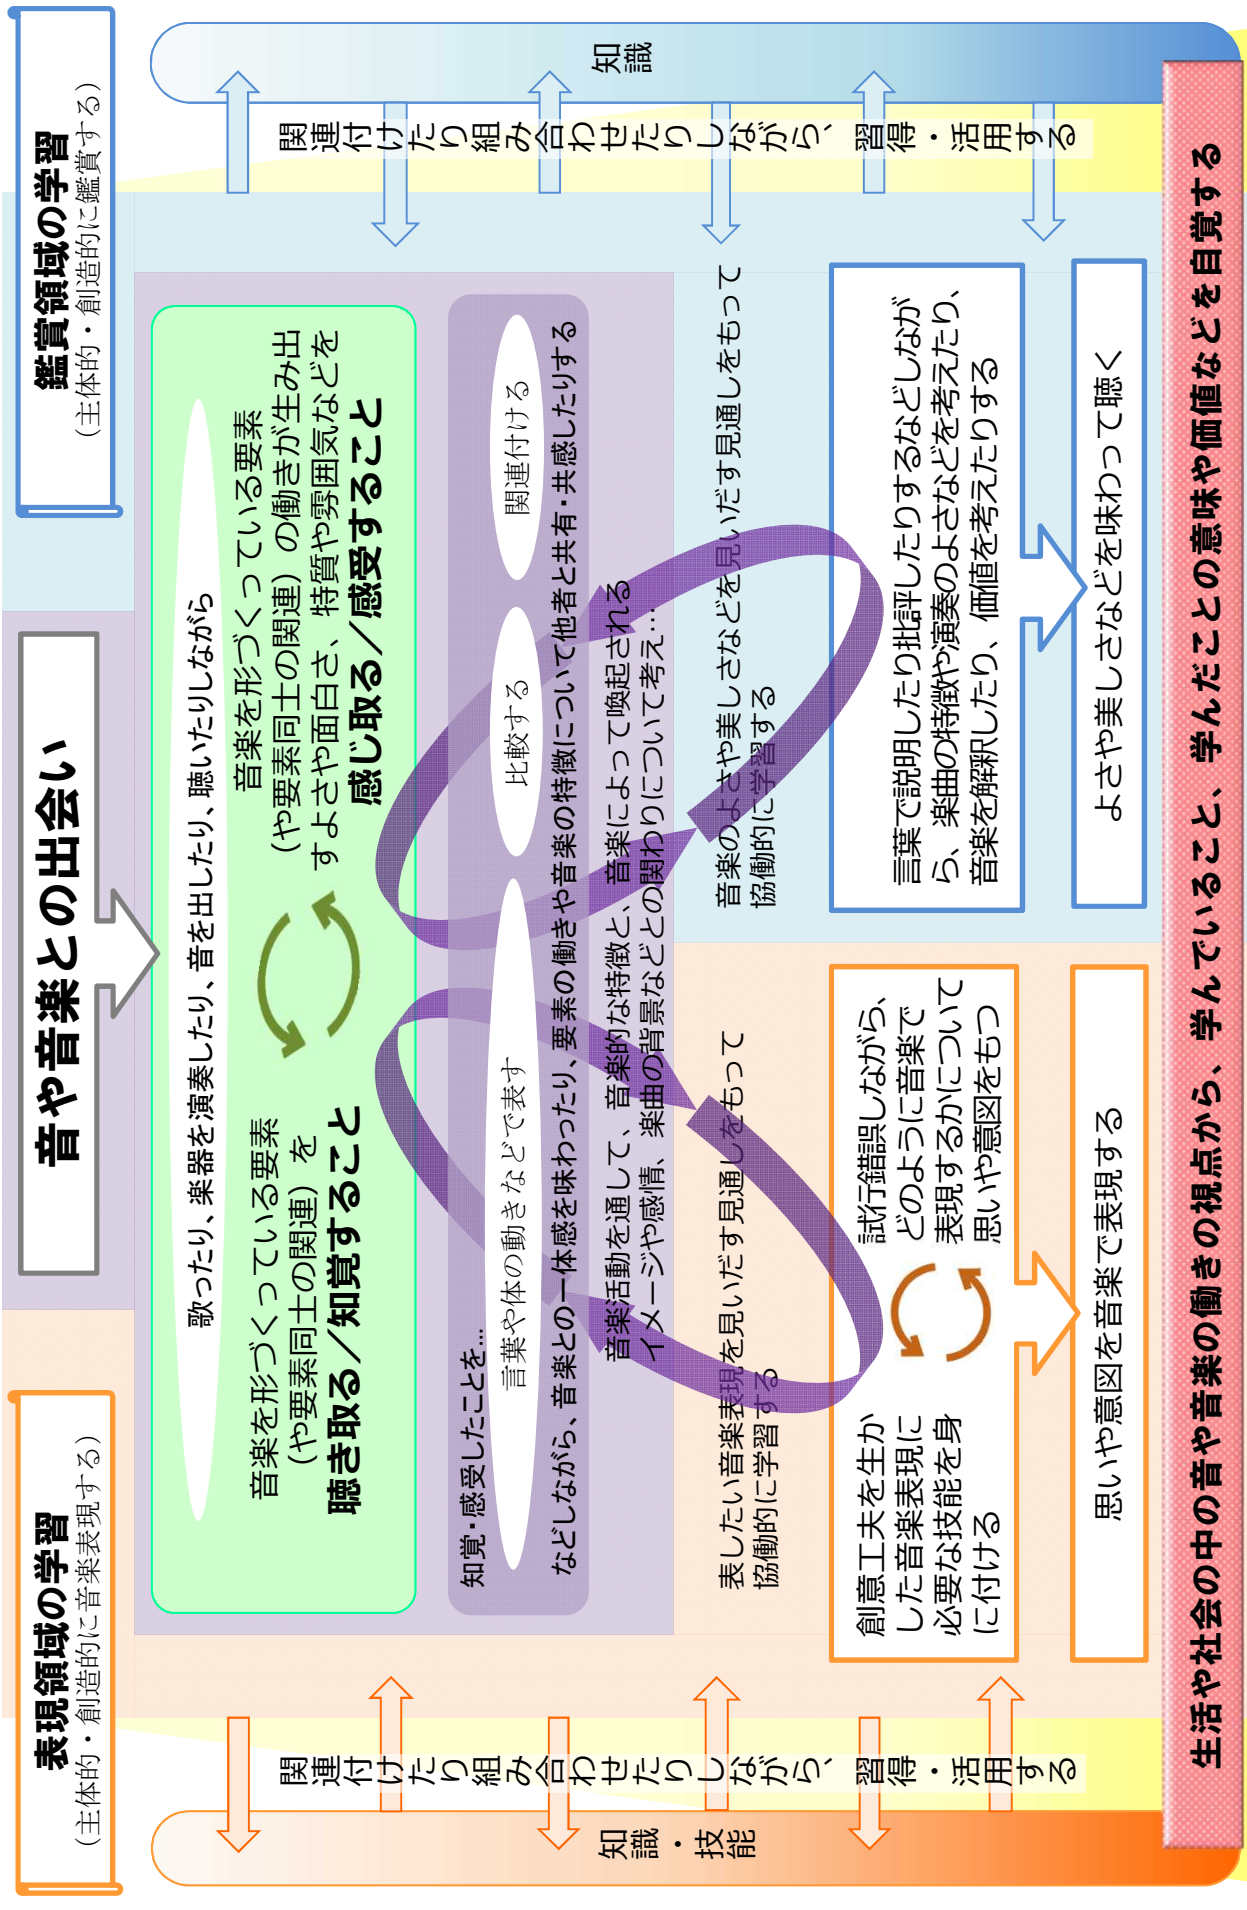 音や音楽との出会い
表現領域の学習
（主体的・創造的に音楽表現する）
鑑賞領域の学習
（主体的・創造的に鑑賞する）
歌ったり、楽器を演奏したり、音を出したり、聴いたりしながら
音楽を形づくっている要素
（や要素同士の関連）を
聴き取る／知覚すること
音楽を形づくっている要素
（や要素同士の関連）の働きが生み出
すよさや面白さ、特質や雰囲気などを
感じ取る／感受すること
知覚・感受したことを…
言葉や体の動きなどで表す
比較する
関連付ける
などしながら、音楽との一体感を味わったり、要素の働きや音楽の特徴について他者と共有・共感したりする
音楽活動を通して、音楽的な特徴と、音楽によって喚起される
イメージや感情、楽曲の背景などとの関わりについて考え…
表したい音楽表現を見いだす見通しをもって
協働的に学習する
音楽のよさや美しさなどを見いだす見通しをもって
協働的に学習する
創意工夫を生か
した音楽表現に
必要な技能を身
に付ける
試行錯誤しながら、
どのように音楽で
表現するかについて
思いや意図をもつ
言葉で説明したり批評したりするなどしなが
ら、楽曲の特徴や演奏のよさなどを考えたり、
音楽を解釈したり、価値を考えたりする
思いや意図を音楽で表現する
よさや美しさなどを味わって聴く
知識・技能
関連付けたり組み合わせたりしながら、習得・活用する
関連付けたり組み合わせたりしながら、習得・活用する
知識
生活や社会の中の音や音楽の働きの視点から、学んでいること、学んだことの意味や価値などを自覚する